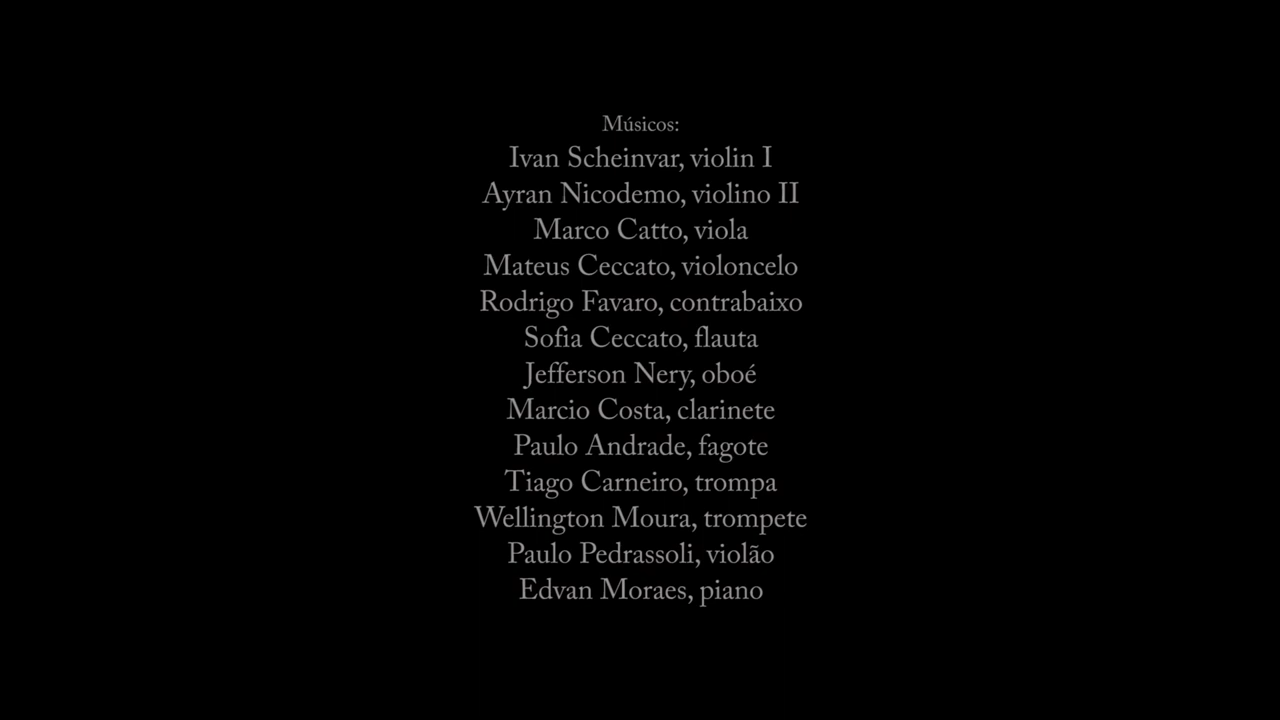 Músicos:
Ivan Scheinvar, violin I
Ayran Nicodemo, violino II
Marco Catto, viola
Mateus Ceccato, violoncelo
Rodrigo Favaro, contrabaixo
Sofia Ceccato, flauta
Jefferson Nery, oboé
Marcio Costa, clarinete
Paulo Andrade, fagote
Tiago Carneiro, trompa
Wellington Moura, trompete
Paulo Pedrassoli, violão
Edvan Moraes, piano